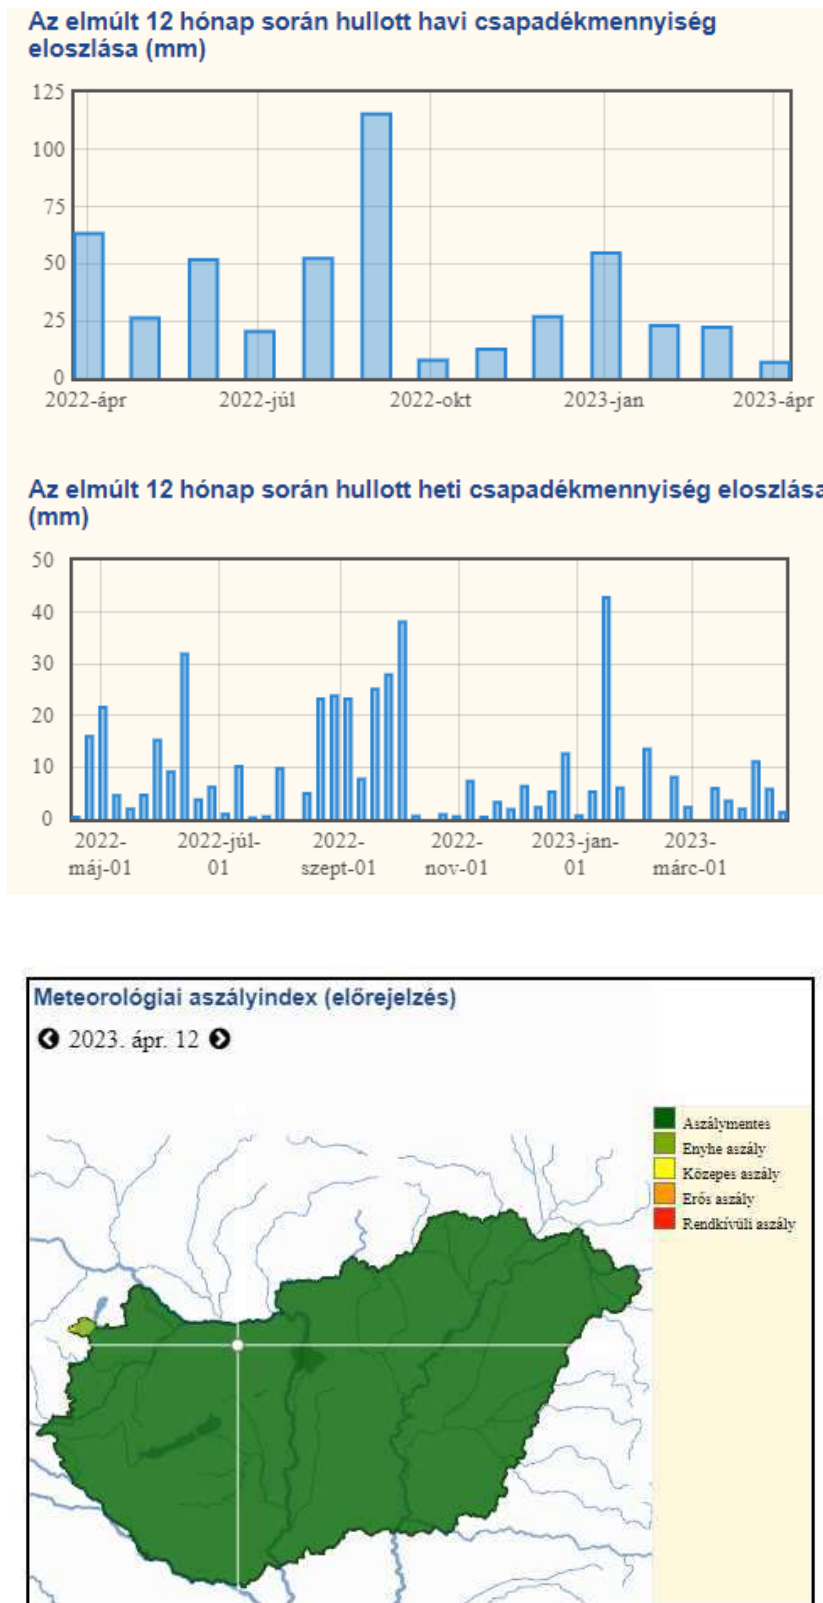 Az elmúlt 12 hónap során hullott havi csapadékmennyiség
eloszlása (mm)
125
100
75
50
25
0
2022-ápr
2022-júl
2022-okt
2023-jan
2023-ápr
Az elmúlt 12 hónap során hullott heti csapadékmennyiség eloszlása
(mm)
50
40
30
20
10
0
2022-
máj-01
2022-júl-
01
2022-
szept-01
2022-
nov-01
2023-jan-
01
2023-
márc-01
Meteorológiai aszályindex (előrejelzés)
2023. ápr. 12
Aszálymentes
Enyhe aszály
Közepes aszály
Erős aszály
Rendkívüli aszály